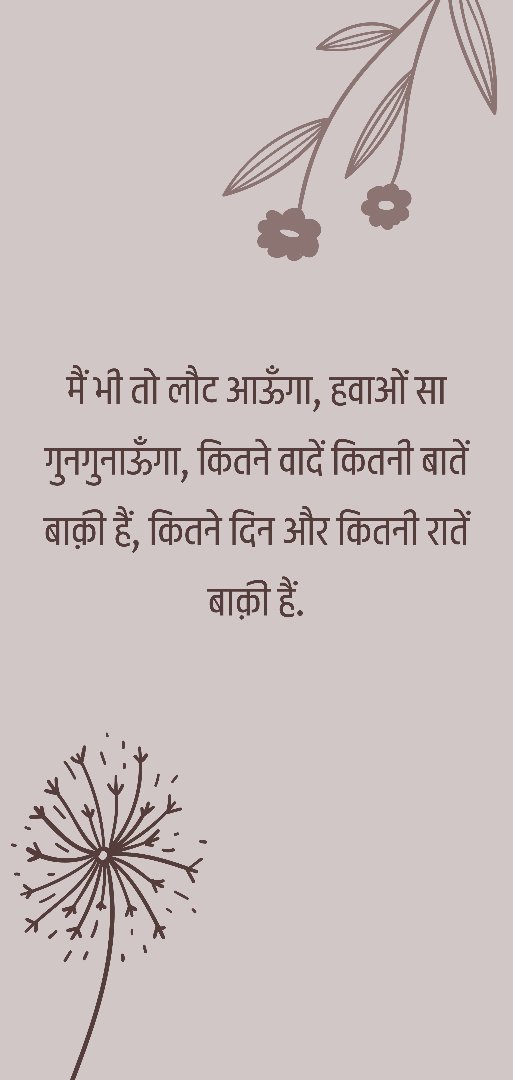 मैं भी तो लौट आऊँगा, हवाओं सा
गुनगुनाऊँगा, कितने वादें कितनी बातें
बाक़ी हैं, कितने दिन और कितनी रातें
बाक़ी हैं.